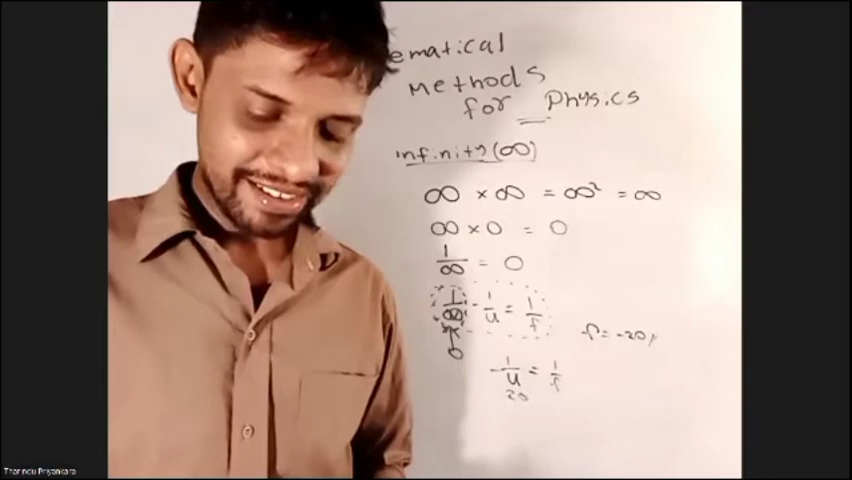 ematical
Methods
for Physics
Infinity (∞)
∞ × ∞ = ∞² = ∞
∞ × 0 = 0
1/∞ = 0
1/∞ - 1/u = 1/f
f = -20
0
- 1/u = 1/f
20
Tharindu Priyankara